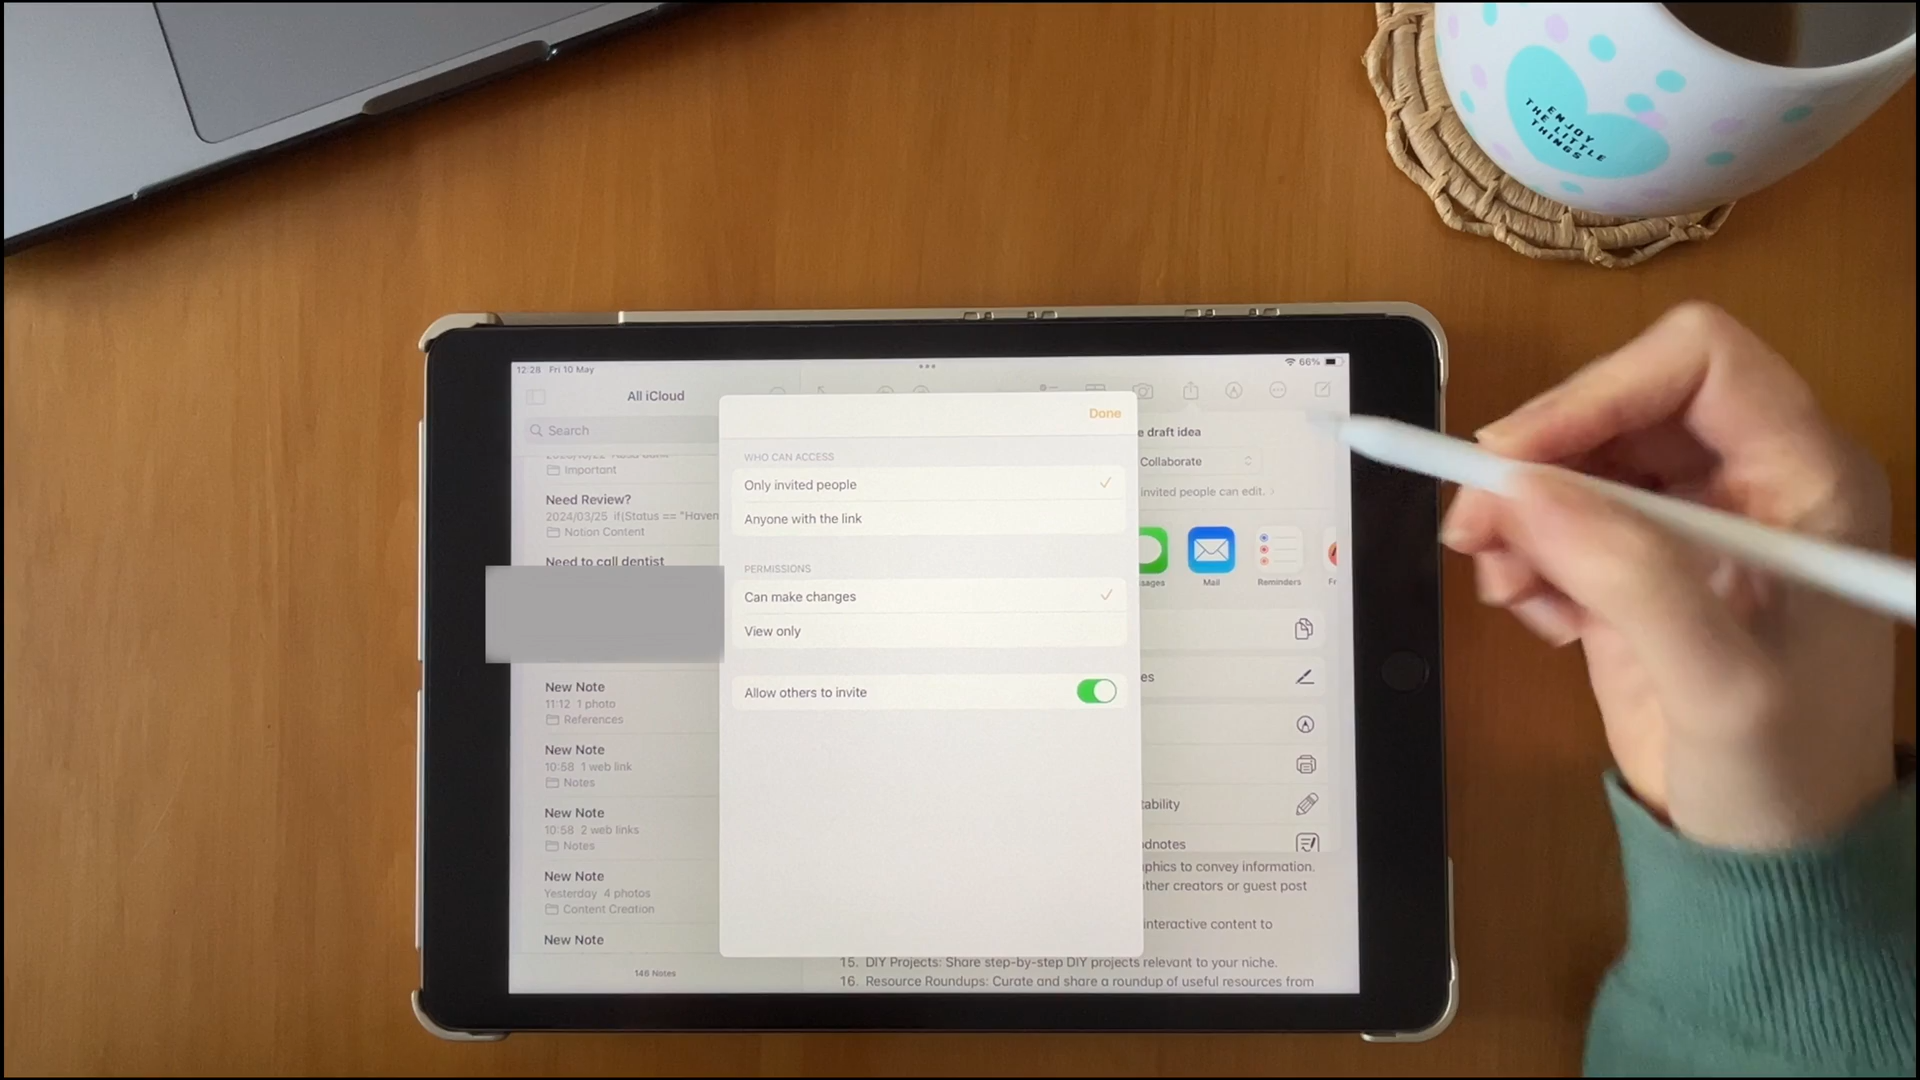 ENJOY
THE LITTLE
THINGS
12:28 Fri 10 May
66%
All iCloud
Search
Important
Need Review?
2024/03/25 if(Status == "Haven
Notion Content
Need to call dentist
New Note
11:12 1 photo
References
New Note
10:58 1 web link
Notes
New Note
10:58 2 web links
Notes
New Note
Yesterday 4 photos
Content Creation
New Note
146 Notes
Done
WHO CAN ACCESS
Only invited people
Anyone with the link
PERMISSIONS
Can make changes
View only
Allow others to invite
e draft idea
Collaborate
invited people can edit.
sages
Mail
Reminders
Fr
es
tability
dnotes
phics to convey information.
ther creators or guest post
interactive content to
15. DIY Projects: Share step-by-step DIY projects relevant to your niche.
16. Resource Roundups: Curate and share a roundup of useful resources from